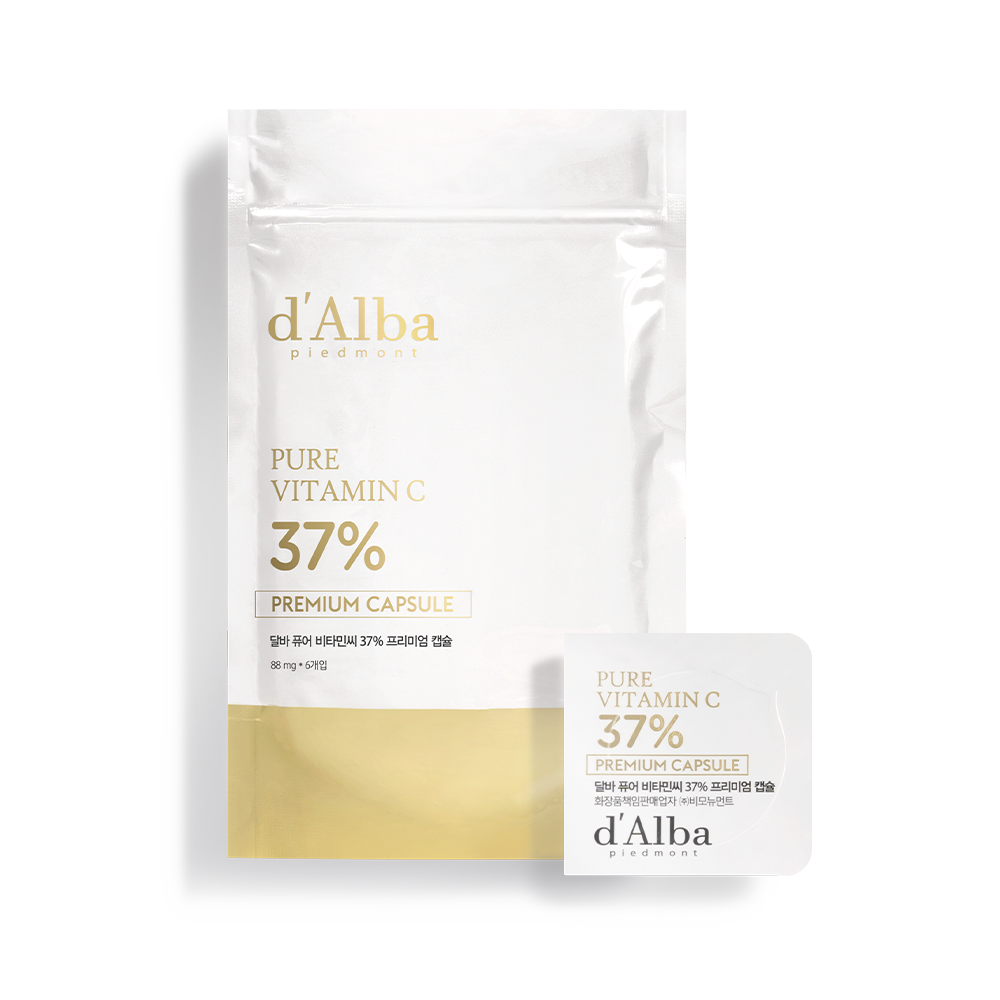 d'Alba
piedmont
PURE
VITAMIN C
37%
PREMIUM CAPSULE
달바 퓨어 비타민씨 37% 프리미엄 캡슐
88 mg * 6개입
PURE
VITAMIN C
37%
PREMIUM CAPSULE
달바 퓨어 비타민씨 37% 프리미엄 캡슐
화장품책임판매업자 ㈜비모뉴먼트
d'Alba
piedmont